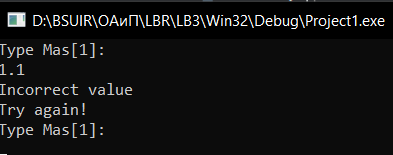 D:\BSUIR\ОАиП\LBR\LB3\Win32\Debug\Project1.exe
Type Mas[1]:
1.1
Incorrect value
Try again!
Type Mas[1]: